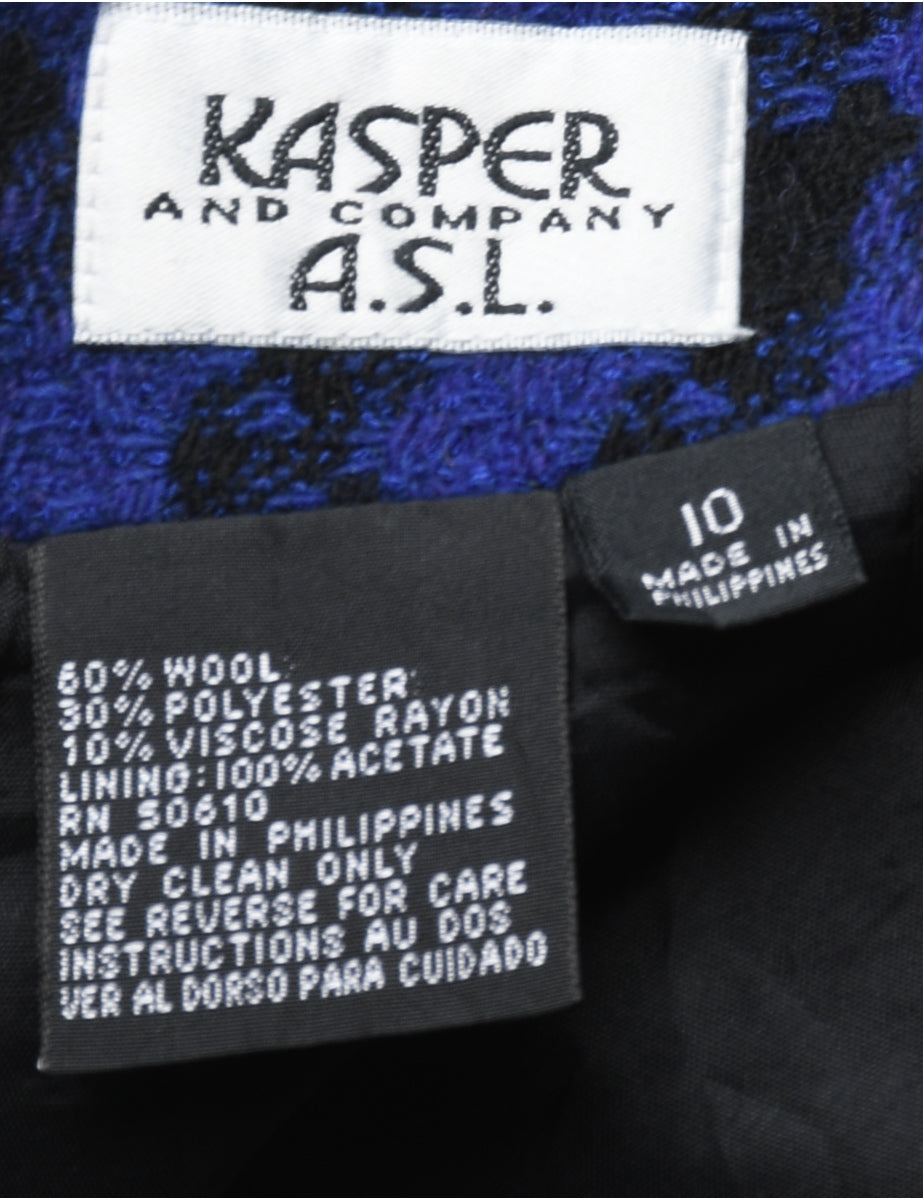 KASPER
AND COMPANY
A.S.L.
10
MADE IN
PHILIPPINES
60% WOOL
30% POLYESTER
10% VISCOSE RAYON
LINING:100% ACETATE
RN 50610
MADE IN PHILIPPINES
DRY CLEAN ONLY
SEE REVERSE FOR CARE
INSTRUCTIONS AU DOS
VER AL DORSO PARA CUIDADO